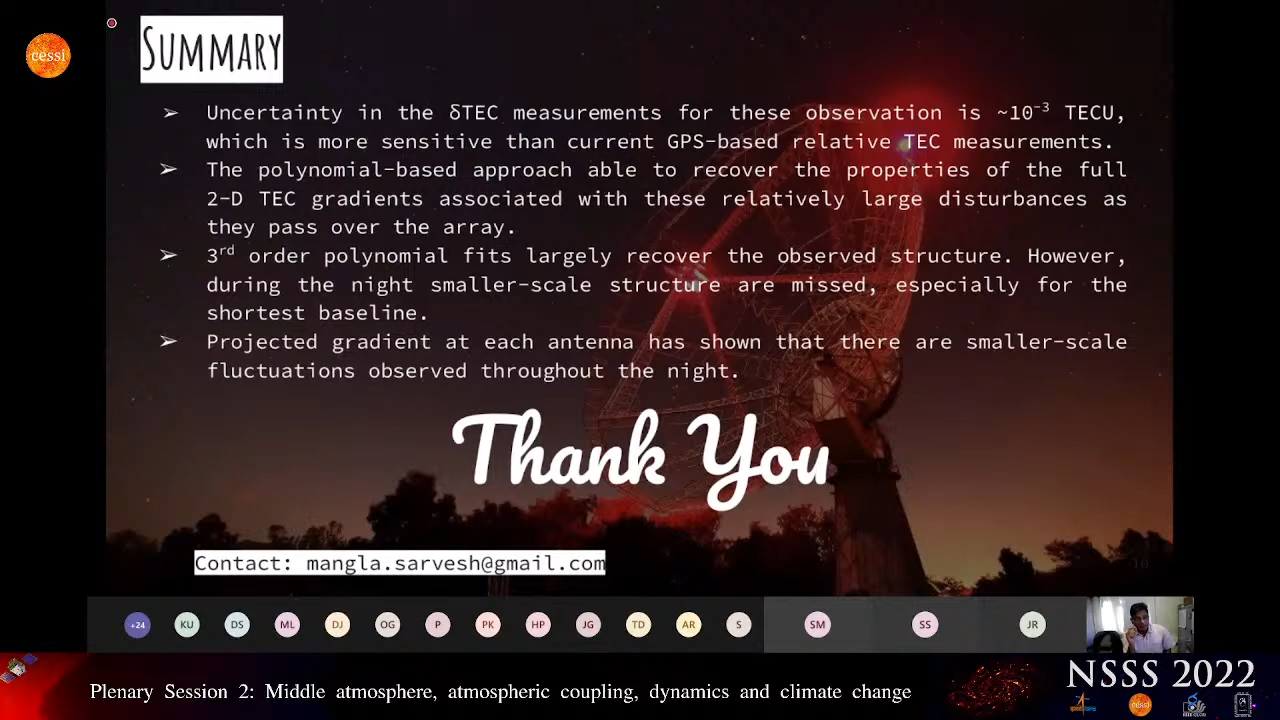 cessi
SUMMARY
➢ Uncertainty in the δTEC measurements for these observation is ~10⁻³ TECU,
which is more sensitive than current GPS-based relative TEC measurements.
➢ The polynomial-based approach able to recover the properties of the full
2-D TEC gradients associated with these relatively large disturbances as
they pass over the array.
➢ 3rd order polynomial fits largely recover the observed structure. However,
during the night smaller-scale structure are missed, especially for the
shortest baseline.
➢ Projected gradient at each antenna has shown that there are smaller-scale
fluctuations observed throughout the night.
Thank You
Contact: mangla.sarvesh@gmail.com
10
+24 KU DS ML DJ OG P PK HP JG TD AR S SM SS JR
NSSS 2022
Plenary Session 2: Middle atmosphere, atmospheric coupling, dynamics and climate change
cessi